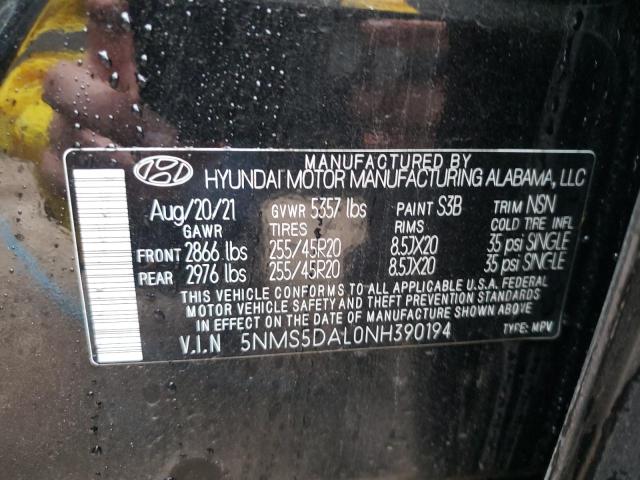 MANUFACTURED BY
HYUNDAI MOTOR MANUFACTURING ALABAMA, LLC
Aug/20/21 GVWR 5357 lbs PAINT S3B TRIM NSN
GAWR TIRES RIMS COLD TIRE INFL
FRONT 2866 lbs 255/45R20 8.5JX20 35 psi SINGLE
REAR 2976 lbs 255/45R20 8.5JX20 35 psi SINGLE
THIS VEHICLE CONFORMS TO ALL APPLICABLE U.S.A. FEDERAL
MOTOR VEHICLE SAFETY AND THEFT PREVENTION STANDARDS
IN EFFECT ON THE DATE OF MANUFACTURE SHOWN ABOVE.
V.I.N 5NMS5DAL0NH390194 TYPE: MPV